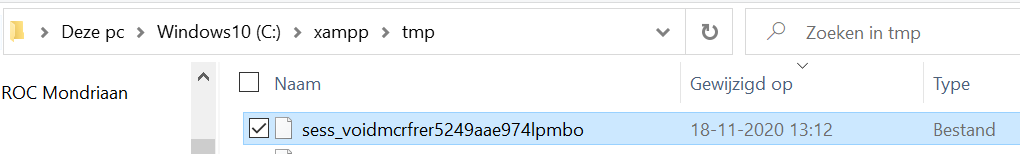 Deze pc > Windows10 (C:) > xampp > tmp
Zoeken in tmp
ROC Mondriaan
Naam Gewijzigd op Type
sess_voidmcrfrer5249aae974lpmbo 18-11-2020 13:12 Bestand